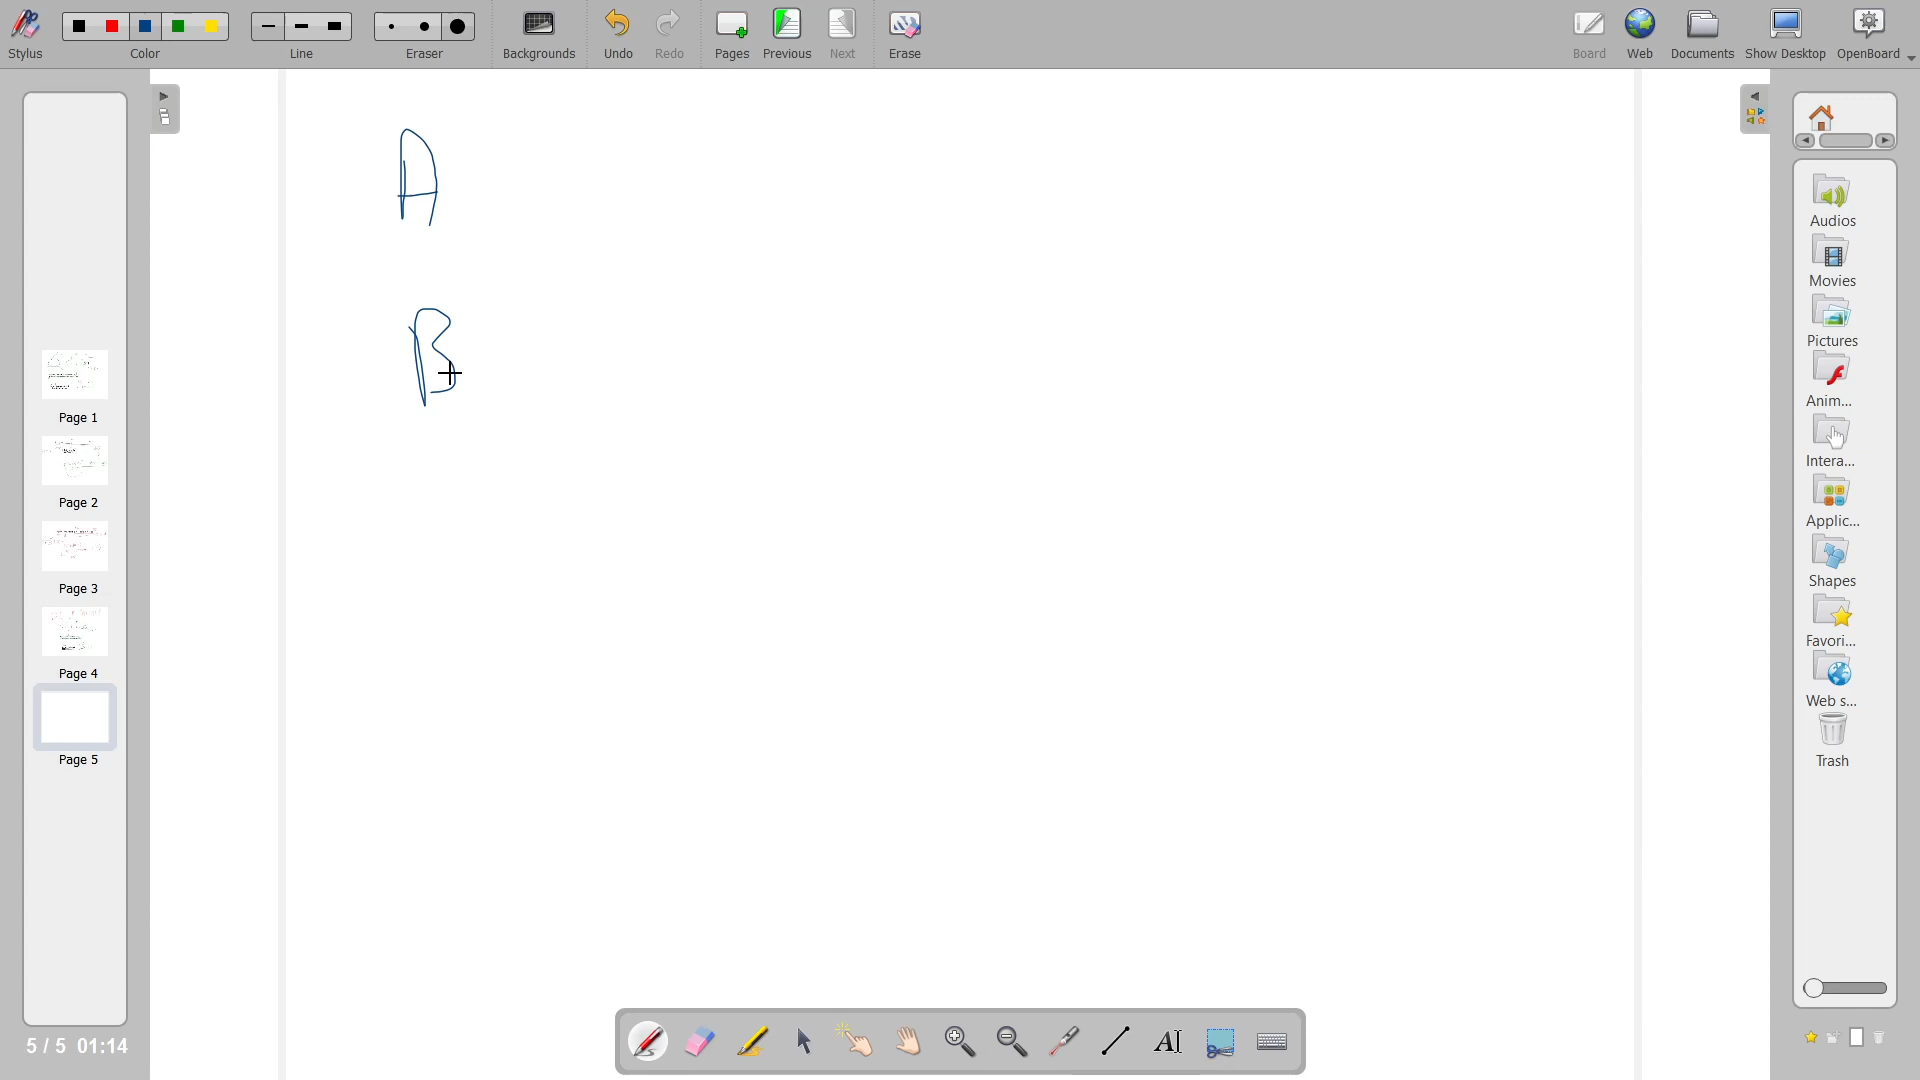 Stylus Color Line Eraser Backgrounds Undo Redo Pages Previous Next Erase Board Web Documents Show Desktop OpenBoard
A
B
Page 1
Page 2
Page 3
Page 4
Page 5
5 / 5 01:14
Audios
Movies
Pictures
Anim...
Intera...
Applic...
Shapes
Favori...
Web s...
Trash